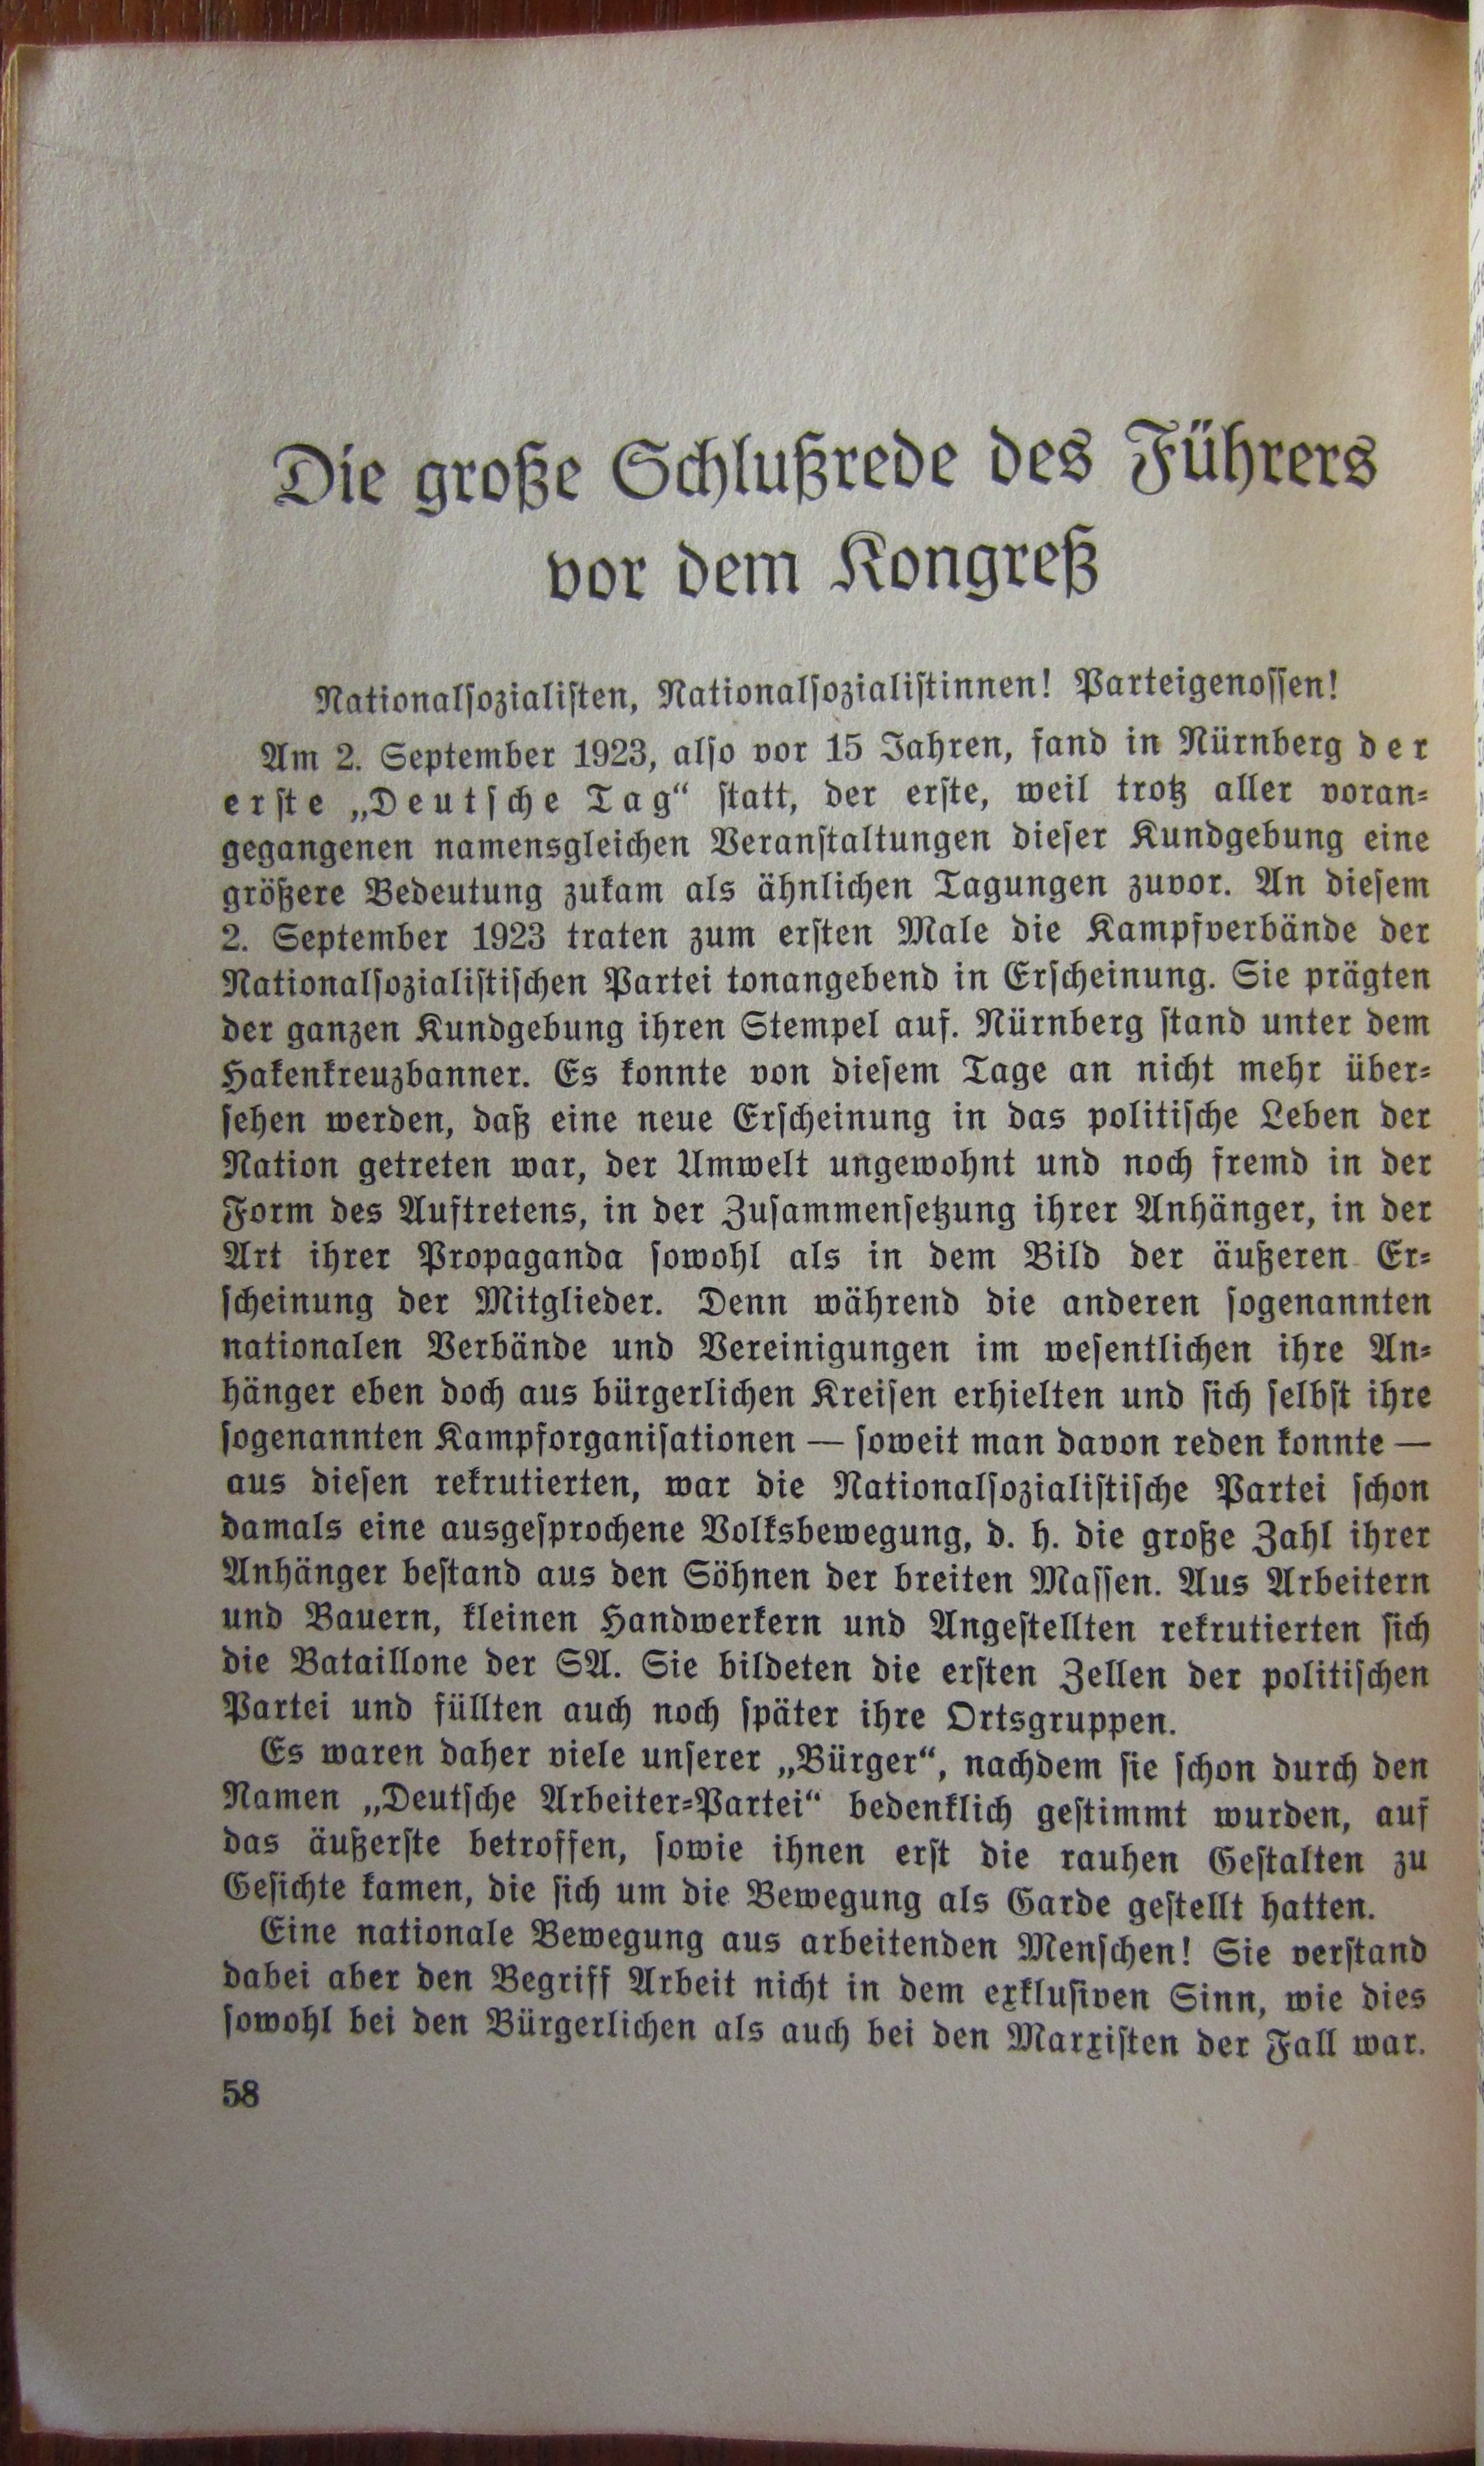 Die große Schlußrede des Führers
vor dem Kongreß
Nationalsozialisten, Nationalsozialistinnen! Parteigenossen!
Am 2. September 1923, also vor 15 Jahren, fand in Nürnberg der
erste „Deutsche Tag“ statt, der erste, weil trotz aller voran-
gegangenen namensgleichen Veranstaltungen dieser Kundgebung eine
größere Bedeutung zukam als ähnlichen Tagungen zuvor. An diesem
2. September 1923 traten zum ersten Male die Kampfverbände der
Nationalsozialistischen Partei tonangebend in Erscheinung. Sie prägten
der ganzen Kundgebung ihren Stempel auf. Nürnberg stand unter dem
Hakenkreuzbanner. Es konnte von diesem Tage an nicht mehr über-
sehen werden, daß eine neue Erscheinung in das politische Leben der
Nation getreten war, der Umwelt ungewohnt und noch fremd in der
Form des Auftretens, in der Zusammensetzung ihrer Anhänger, in der
Art ihrer Propaganda sowohl als in dem Bild der äußeren Er-
scheinung der Mitglieder. Denn während die anderen sogenannten
nationalen Verbände und Vereinigungen im wesentlichen ihre An-
hänger eben doch aus bürgerlichen Kreisen erhielten und sich selbst ihre
sogenannten Kampforganisationen — soweit man davon reden konnte —
aus diesen rekrutierten, war die Nationalsozialistische Partei schon
damals eine ausgesprochene Volksbewegung, d. h. die große Zahl ihrer
Anhänger bestand aus den Söhnen der breiten Massen. Aus Arbeitern
und Bauern, kleinen Handwerkern und Angestellten rekrutierten sich
die Bataillone der SA. Sie bildeten die ersten Zellen der politischen
Partei und füllten auch noch später ihre Ortsgruppen.
Es waren daher viele unserer „Bürger“, nachdem sie schon durch den
Namen „Deutsche Arbeiter-Partei“ bedenklich gestimmt wurden, auf
das äußerste betroffen, sowie ihnen erst die rauhen Gestalten zu
Gesichte kamen, die sich um die Bewegung als Garde gestellt hatten.
Eine nationale Bewegung aus arbeitenden Menschen! Sie verstand
dabei aber den Begriff Arbeit nicht in dem exklusiven Sinn, wie dies
sowohl bei den Bürgerlichen als auch bei den Marxisten der Fall war.
58